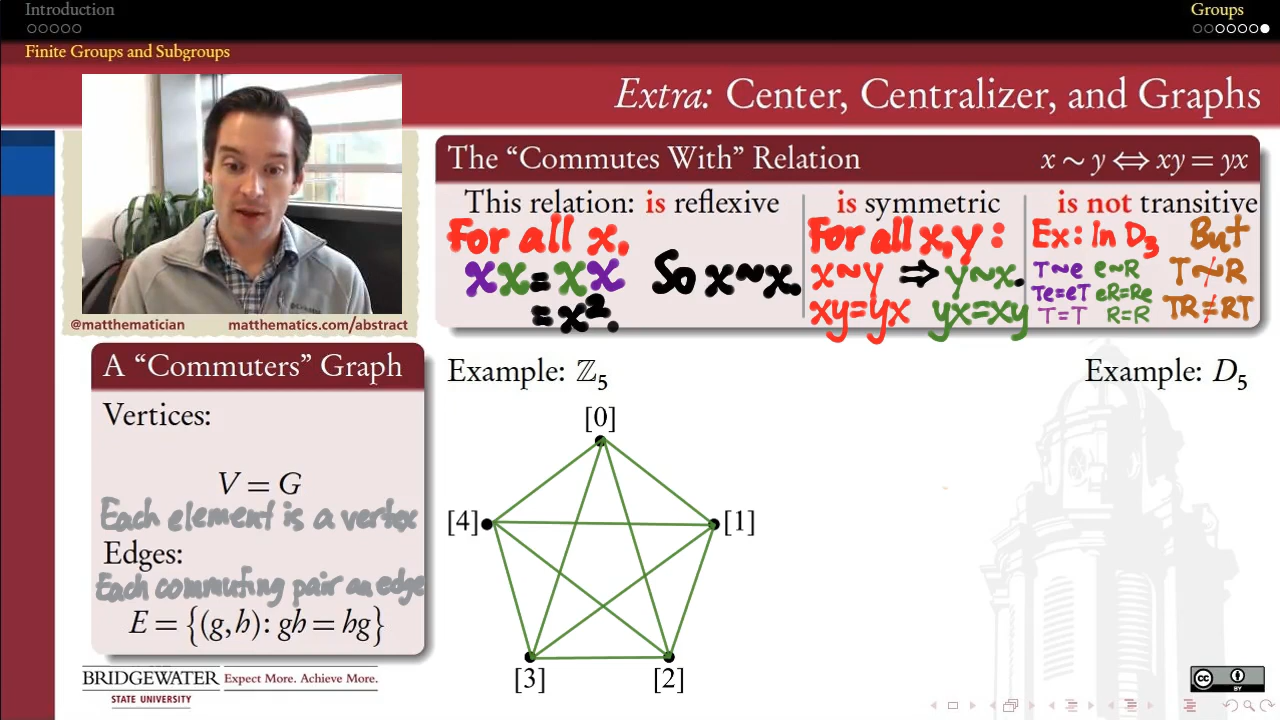 Introduction
Groups
Finite Groups and Subgroups
Extra: Center, Centralizer, and Graphs
@matthematician matthematics.com/abstract
The “Commutes With” Relation x ∼ y ⇔ xy = yx
This relation: is reflexive
For all x,
xx = xx
= x².
So x~x.
is symmetric
For all x,y:
x~y ⇒ y~x.
xy=yx yx=xy
is not transitive
Ex: In D₃
T~e e~R
Te=eT eR=Re
T=T R=R
But
T≁R
TR≠RT
A “Commuters” Graph
Vertices:
V = G
Each element is a vertex
Edges:
Each commuting pair an edge
E = {(g,h): gh = hg}
Example: ℤ₅
[0]
[4] [1]
[3] [2]
Example: D₅
BRIDGEWATER
STATE UNIVERSITY
Expect More. Achieve More.
CC BY